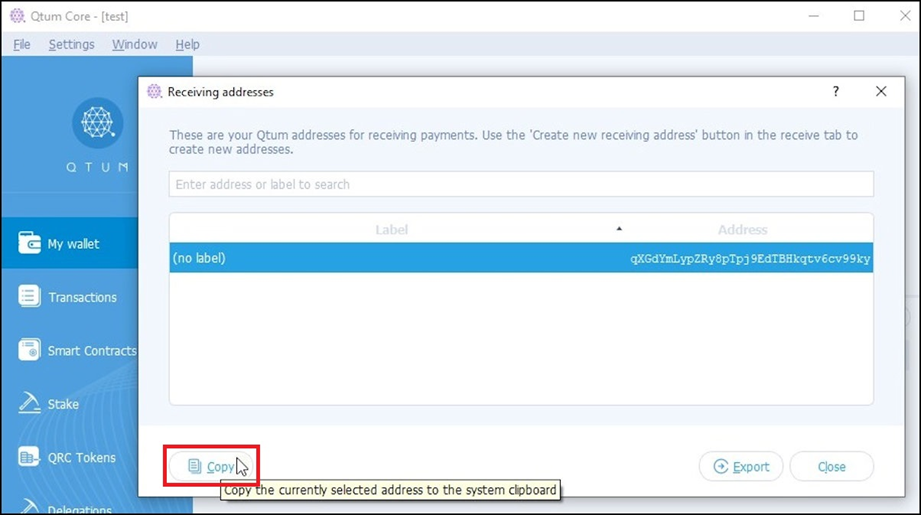 Qtum Core - [test]
File Settings Window Help
QTUM
My wallet
Transactions
Smart Contracts
Stake
QRC Tokens
Delegations
Receiving addresses
?
These are your Qtum addresses for receiving payments. Use the 'Create new receiving address' button in the receive tab to
create new addresses.
Enter address or label to search
Label Address
(no label) qXGdYmLypZRy8pTpj9EdTBHkqtv6cv99ky
Copy Export Close
Copy the currently selected address to the system clipboard